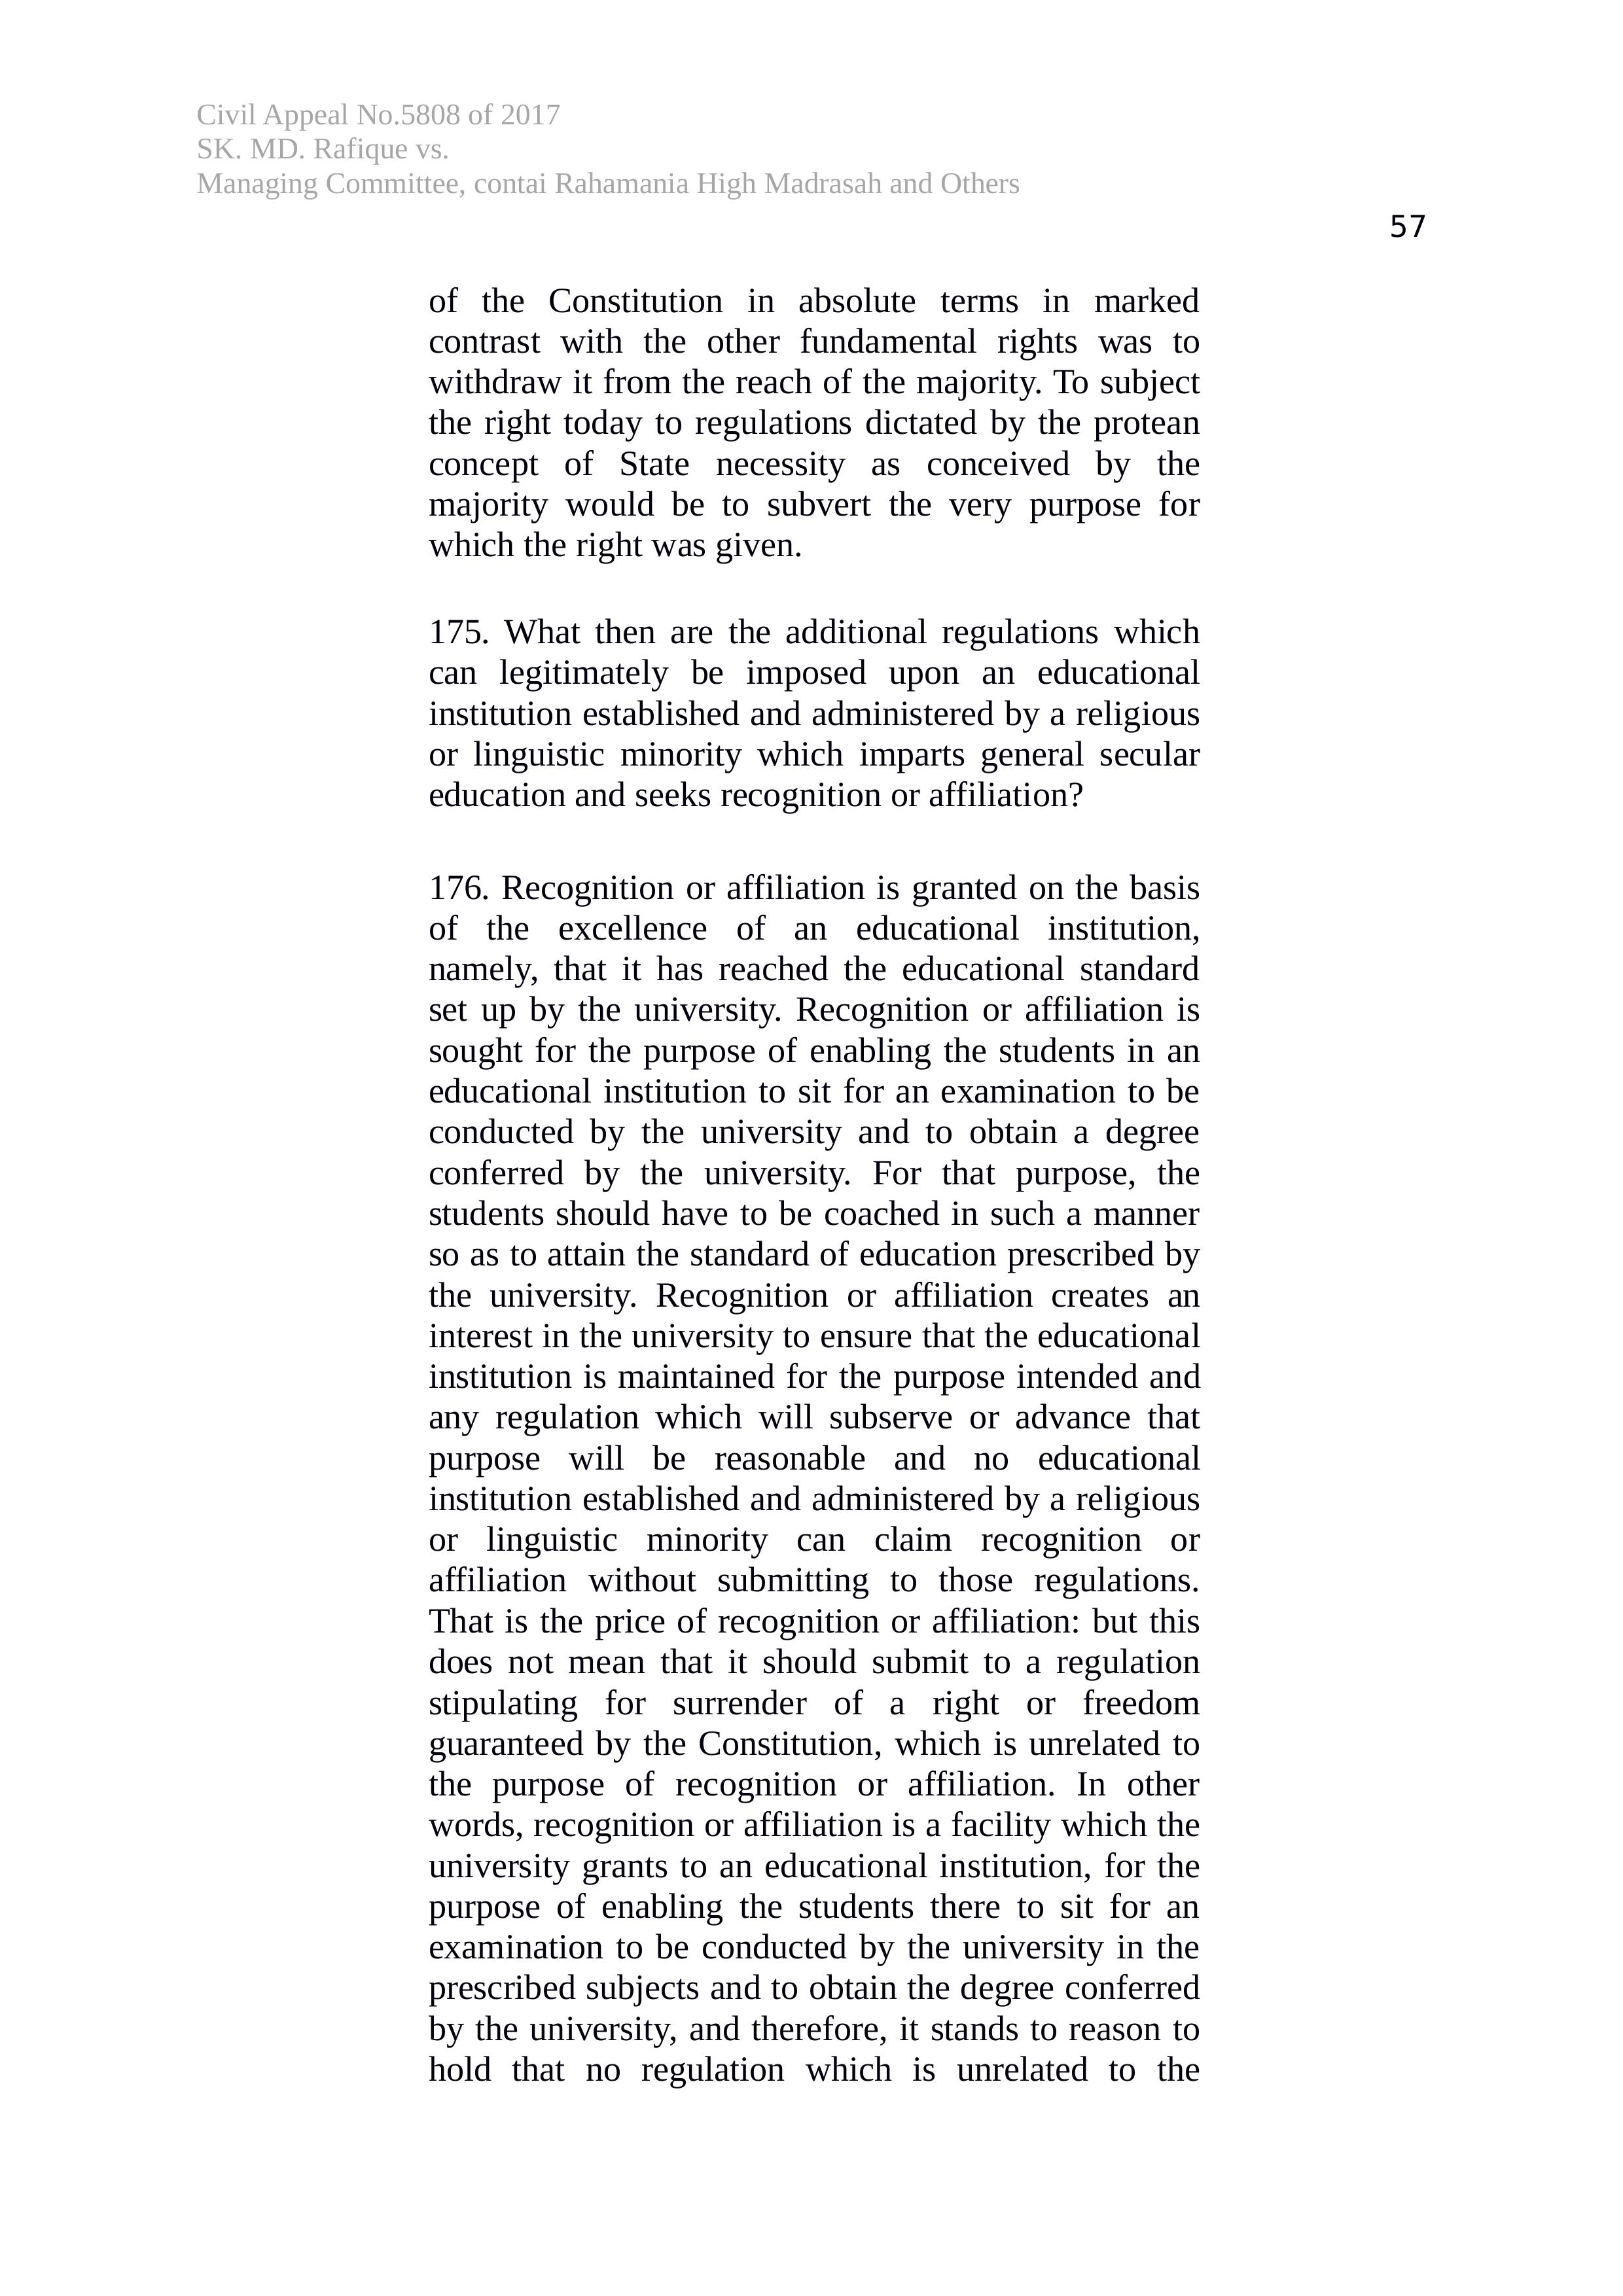 Civil Appeal No.5808 of 2017
SK. MD. Rafique vs.
Managing Committee, contai Rahamania High Madrasah and Others
57
of the Constitution in absolute terms in marked
contrast with the other fundamental rights was to
withdraw it from the reach of the majority. To subject
the right today to regulations dictated by the protean
concept of State necessity as conceived by the
majority would be to subvert the very purpose for
which the right was given.
175. What then are the additional regulations which
can legitimately be imposed upon an educational
institution established and administered by a religious
or linguistic minority which imparts general secular
education and seeks recognition or affiliation?
176. Recognition or affiliation is granted on the basis
of the excellence of an educational institution,
namely, that it has reached the educational standard
set up by the university. Recognition or affiliation is
sought for the purpose of enabling the students in an
educational institution to sit for an examination to be
conducted by the university and to obtain a degree
conferred by the university. For that purpose, the
students should have to be coached in such a manner
so as to attain the standard of education prescribed by
the university. Recognition or affiliation creates an
interest in the university to ensure that the educational
institution is maintained for the purpose intended and
any regulation which will subserve or advance that
purpose will be reasonable and no educational
institution established and administered by a religious
or linguistic minority can claim recognition or
affiliation without submitting to those regulations.
That is the price of recognition or affiliation: but this
does not mean that it should submit to a regulation
stipulating for surrender of a right or freedom
guaranteed by the Constitution, which is unrelated to
the purpose of recognition or affiliation. In other
words, recognition or affiliation is a facility which the
university grants to an educational institution, for the
purpose of enabling the students there to sit for an
examination to be conducted by the university in the
prescribed subjects and to obtain the degree conferred
by the university, and therefore, it stands to reason to
hold that no regulation which is unrelated to the